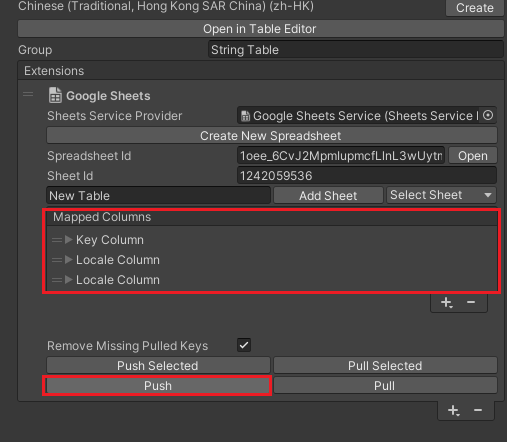 Chinese (Traditional, Hong Kong SAR China) (zh-HK)
Create
Open in Table Editor
Group String Table
Extensions
Google Sheets
Sheets Service Provider Google Sheets Service (Sheets Service
Create New Spreadsheet
Spreadsheet Id Open
Sheet Id 1242059536
New Table Add Sheet Select Sheet
Mapped Columns
Key Column
Locale Column
Locale Column
+ −
Remove Missing Pulled Keys
Push Selected Pull Selected
Push Pull
+ −